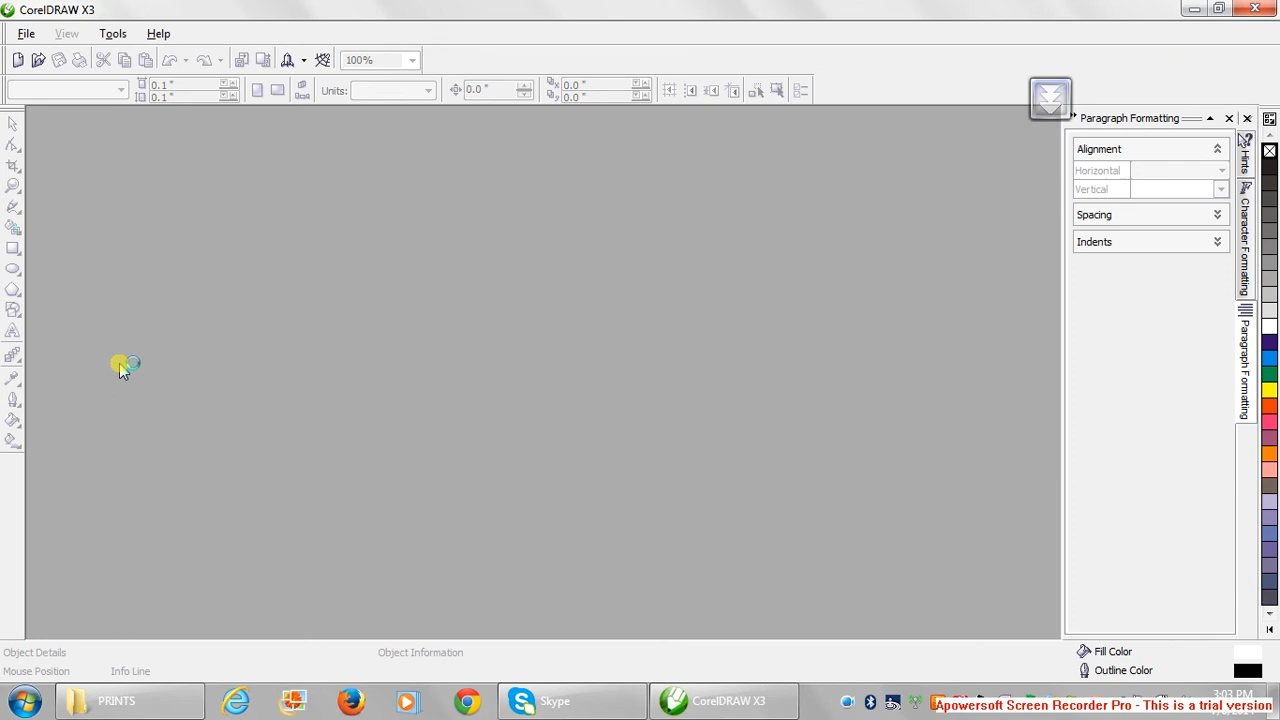 CorelDRAW X3
File View Tools Help
100%
0.1 "
0.1 "
Units:
0.0 "
0.0 "
0.0 "
Paragraph Formatting
Alignment
Horizontal
Vertical
Spacing
Indents
Hints
Character Formatting
Paragraph Formatting
Object Details
Object Information
Mouse Position
Info Line
Fill Color
Outline Color
PRINTS
Skype
CorelDRAW X3
3:03 PM
Apowersoft Screen Recorder Pro - This is a trial version